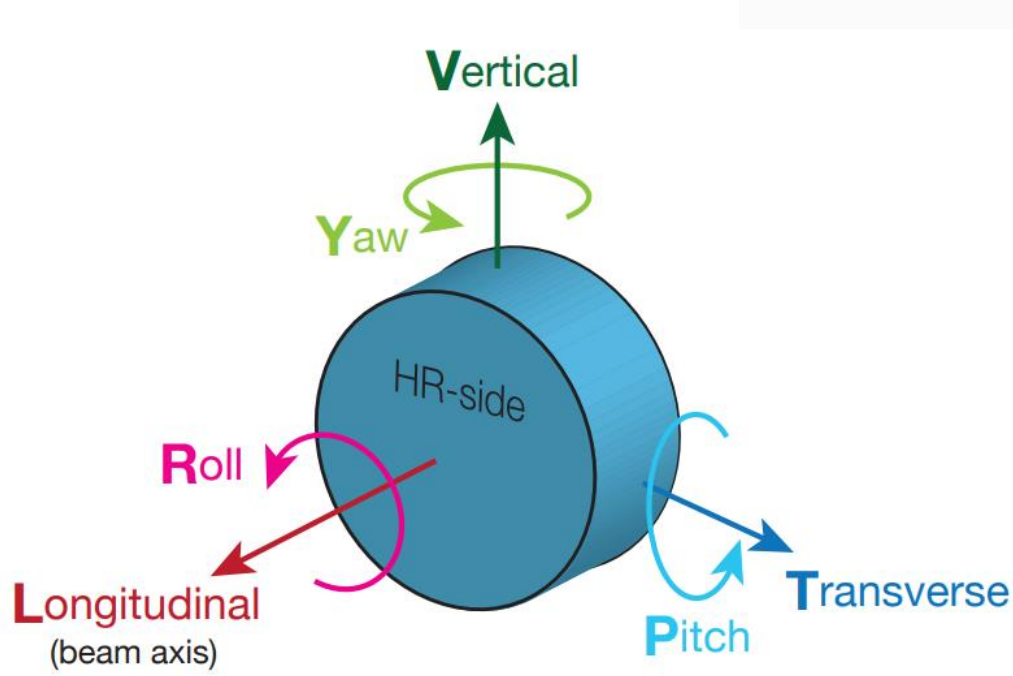 Vertical
Yaw
HR-side
Roll
Longitudinal
(beam axis)
Transverse
Pitch